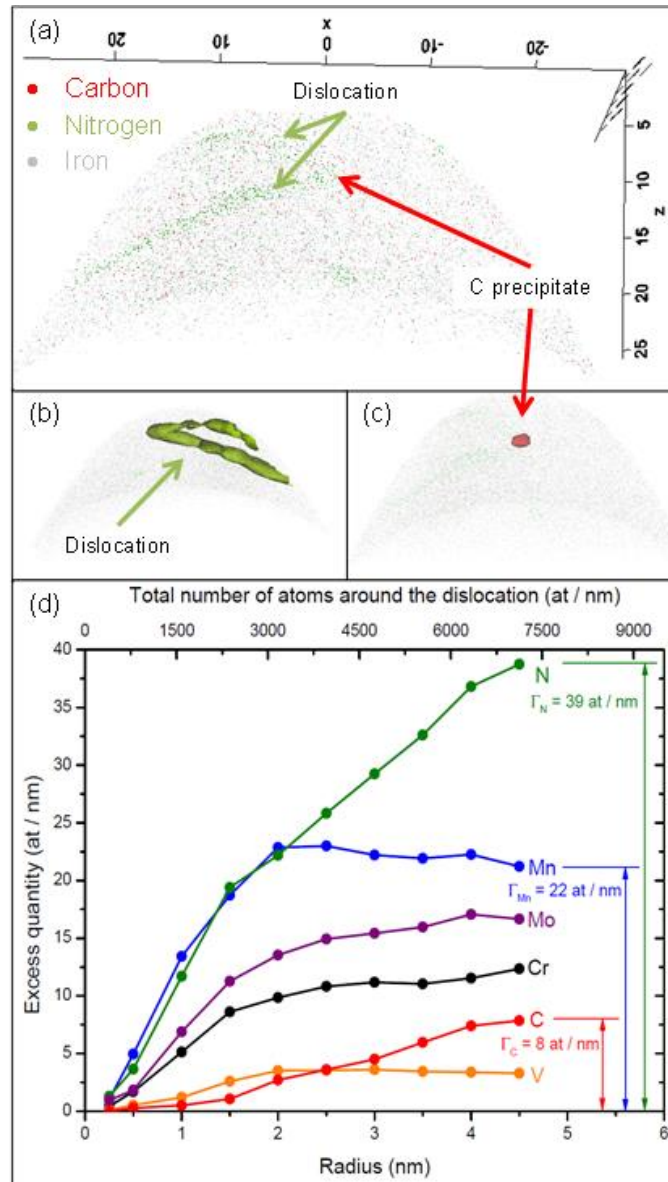 (a)
x
20
10
0
-10
-20
Carbon
Nitrogen
Iron
Dislocation
5
10
15
20
25
z
C precipitate
(b)
Dislocation
(c)
(d)
Total number of atoms around the dislocation (at / nm)
0 1500 3000 4500 6000 7500 9000
Excess quantity (at / nm)
40
35
30
25
20
15
10
5
0
N
ΓN = 39 at / nm
Mn
ΓMn = 22 at / nm
Mo
Cr
C
ΓC = 8 at / nm
V
0 1 2 3 4 5 6
Radius (nm)